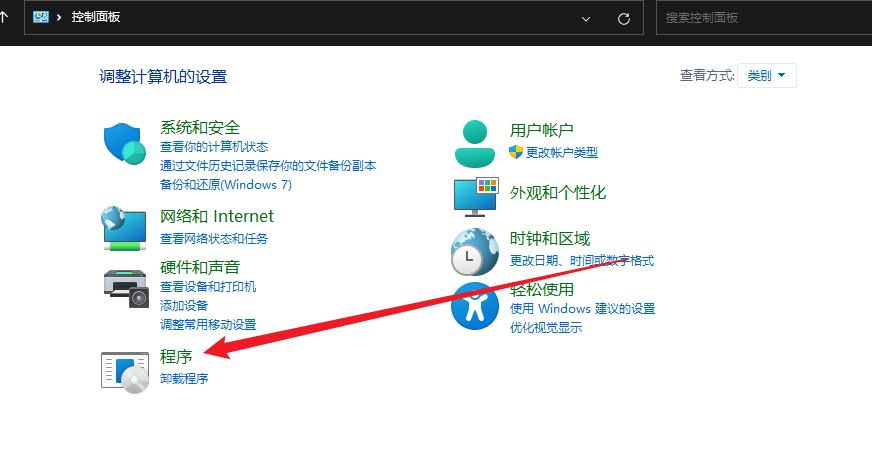 控制面板
搜索控制面板
调整计算机的设置
查看方式: 类别
系统和安全
查看你的计算机状态
通过文件历史记录保存你的文件备份副本
备份和还原(Windows 7)
网络和 Internet
查看网络状态和任务
硬件和声音
查看设备和打印机
添加设备
调整常用移动设置
程序
卸载程序
用户帐户
更改帐户类型
外观和个性化
时钟和区域
更改日期、时间或数字格式
轻松使用
使用 Windows 建议的设置
优化视觉显示